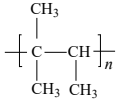 CH₃
[ C — CH ]ₙ
CH₃ CH₃